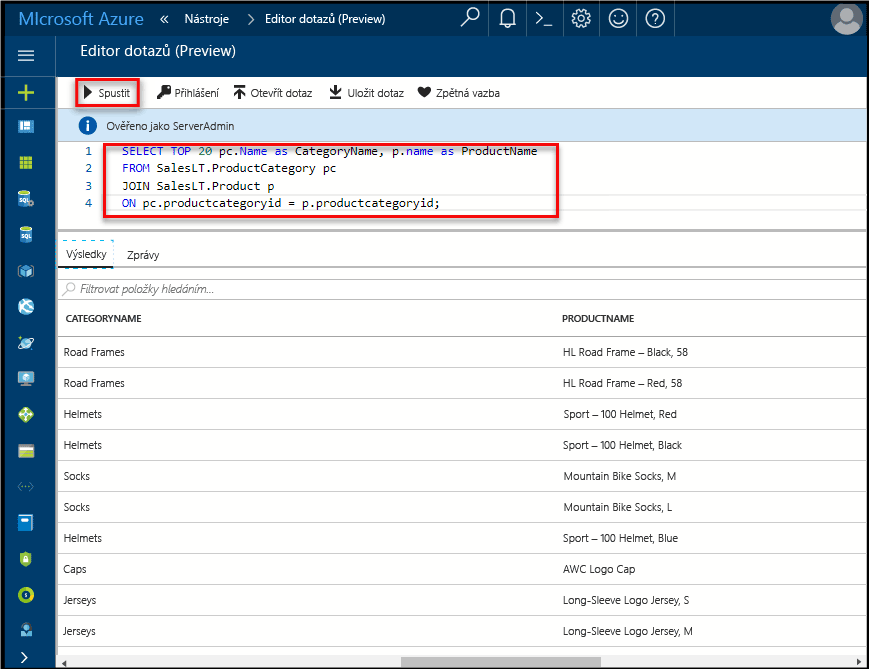 MIcrosoft Azure « Nástroje > Editor dotazů (Preview)
Editor dotazů (Preview)
Spustit Přihlášení Otevřít dotaz Uložit dotaz Zpětná vazba
Ověřeno jako ServerAdmin
1 SELECT TOP 20 pc.Name as CategoryName, p.name as ProductName
2 FROM SalesLT.ProductCategory pc
3 JOIN SalesLT.Product p
4 ON pc.productcategoryid = p.productcategoryid;
Výsledky Zprávy
Filtrovat položky hledáním...
CATEGORYNAME PRODUCTNAME
Road Frames HL Road Frame – Black, 58
Road Frames HL Road Frame – Red, 58
Helmets Sport – 100 Helmet, Red
Helmets Sport – 100 Helmet, Black
Socks Mountain Bike Socks, M
Socks Mountain Bike Socks, L
Helmets Sport – 100 Helmet, Blue
Caps AWC Logo Cap
Jerseys Long-Sleeve Logo Jersey, S
Jerseys Long-Sleeve Logo Jersey, M